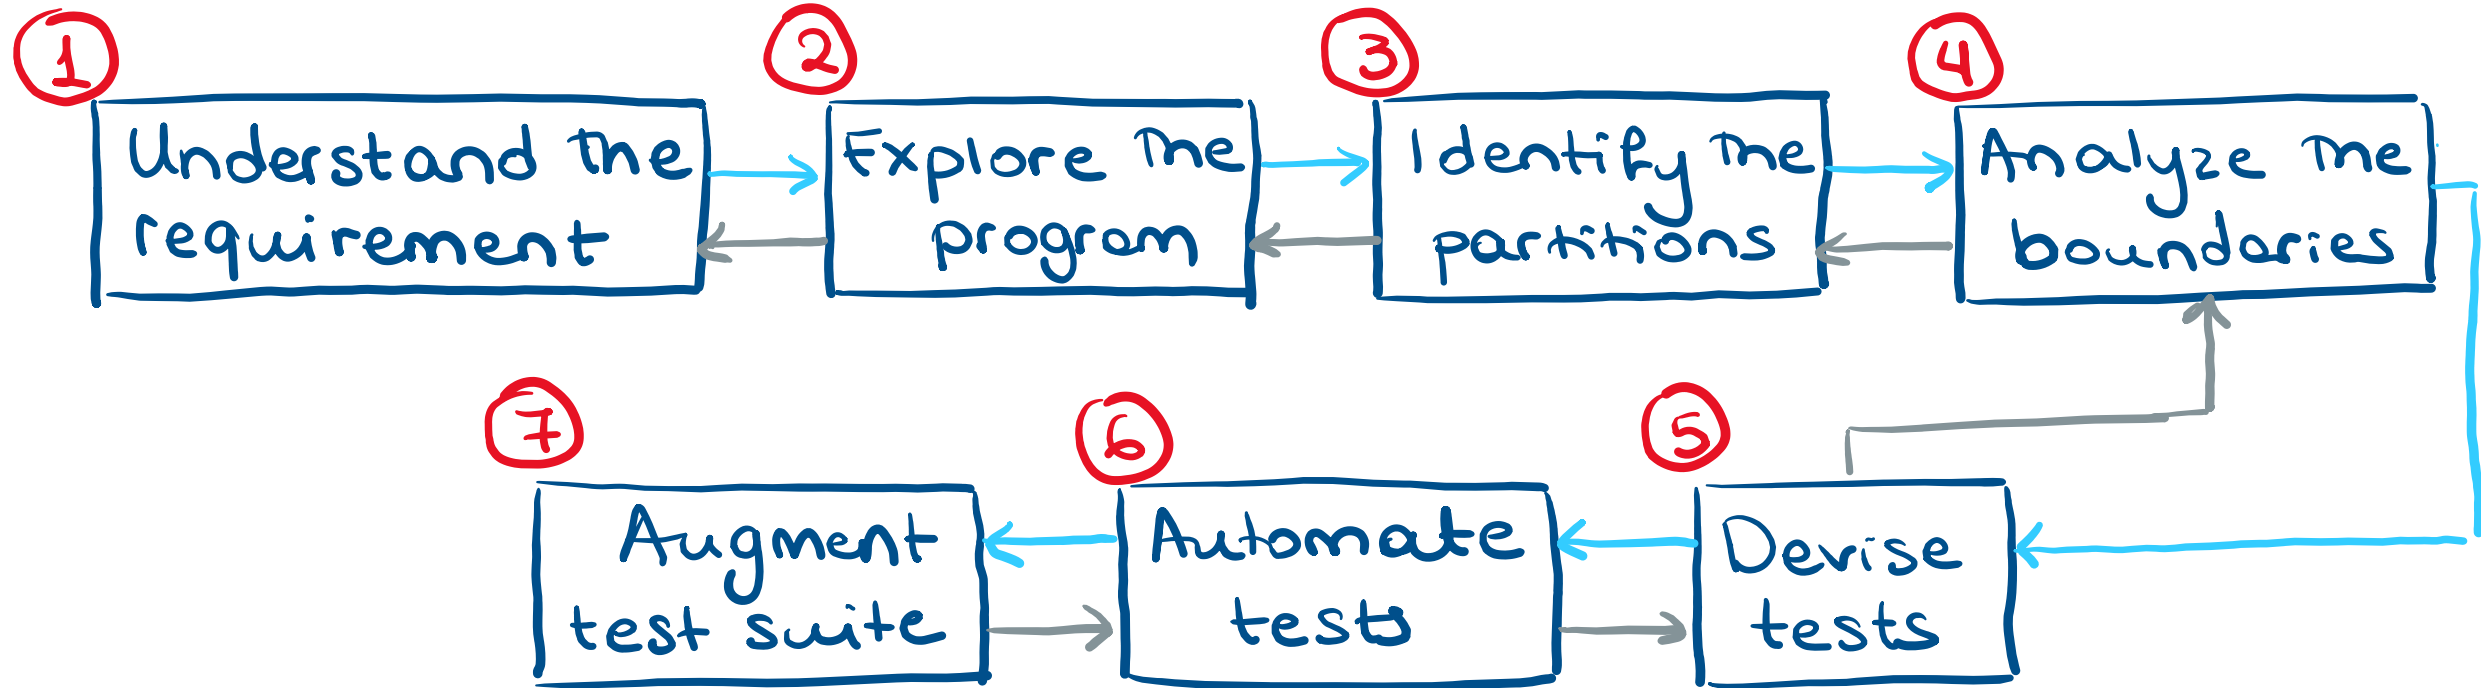 1
Understand the
requirement
2
Explore the
program
3
Identify the
partitions
4
Analyze the
boundaries
5
Devise
tests
6
Automate
tests
7
Augment
test suite